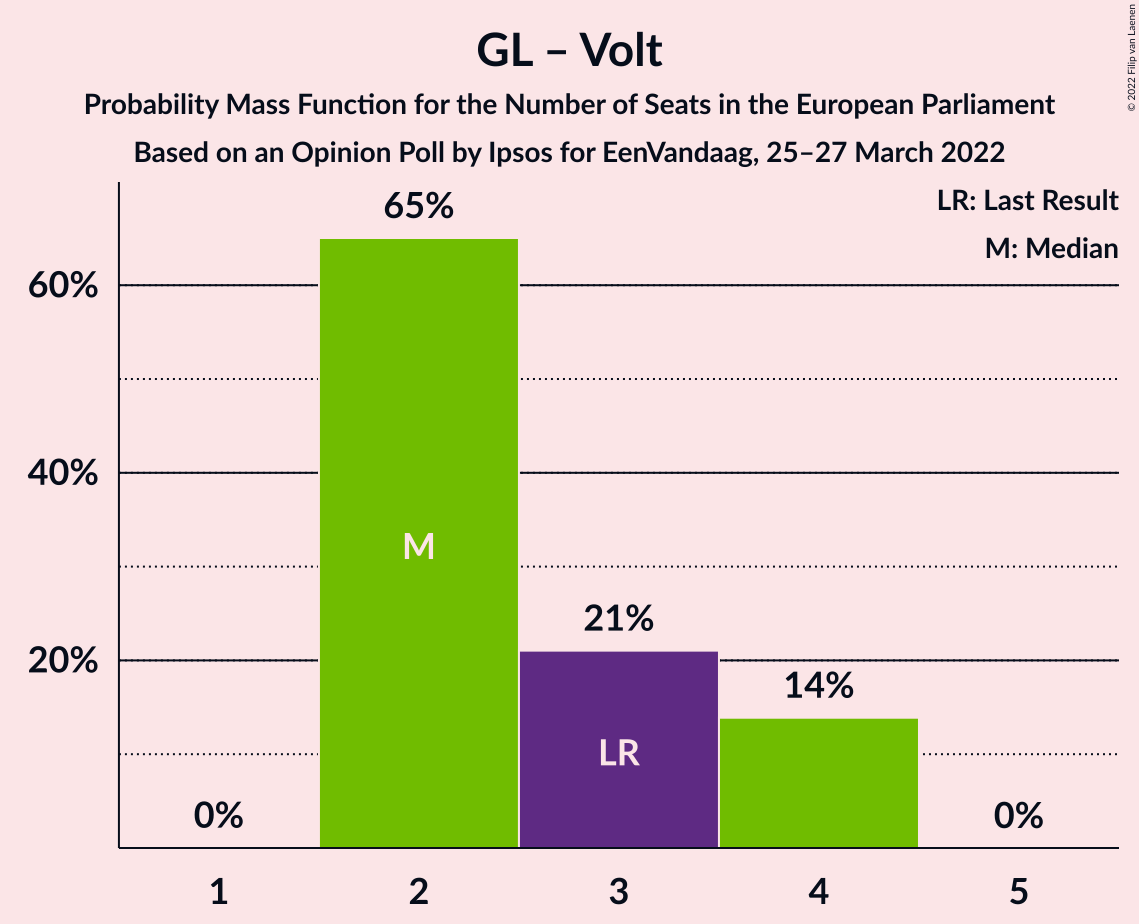 GL – Volt
Probability Mass Function for the Number of Seats in the European Parliament
Based on an Opinion Poll by Ipsos for EenVandaag, 25–27 March 2022
© 2022 Filip van Laenen
LR: Last Result
M: Median
65%
60%
40%
M
21%
20%
14%
LR
0%
0%
1 2 3 4 5